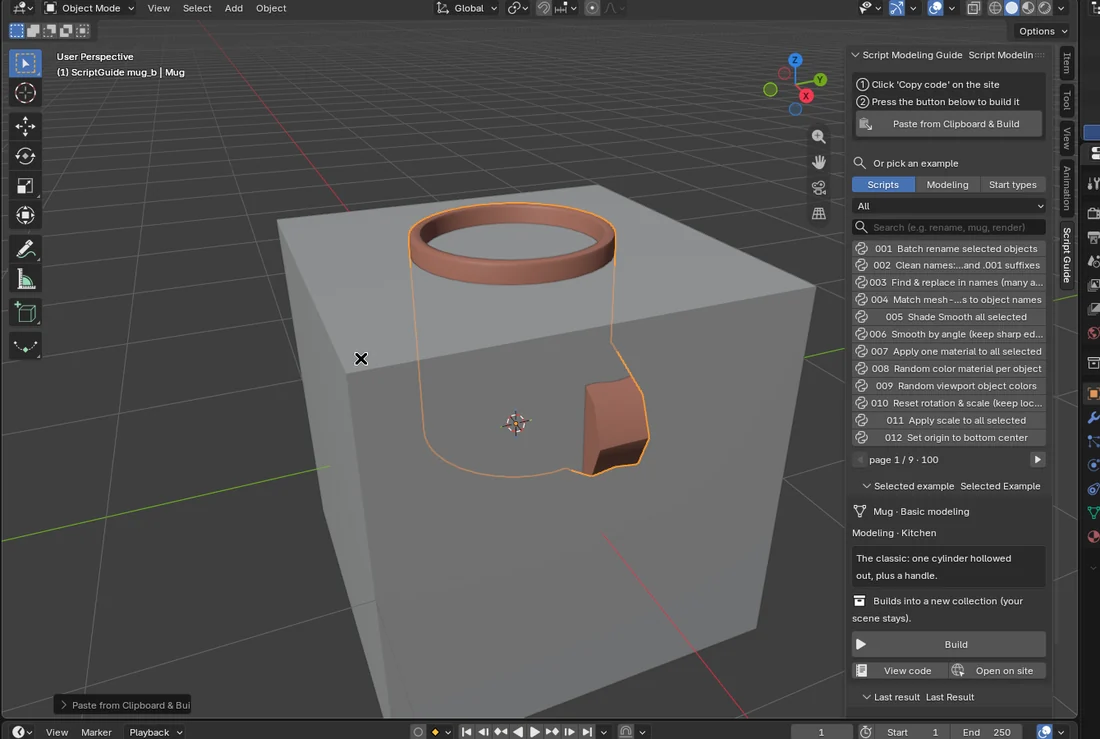 Object Mode
View
Select
Add
Object
Global
Options
User Perspective
(1) ScriptGuide mug_b | Mug
Z
Y
X
Item
Tool
View
Animation
Script Guide
Script Modeling Guide Script Modelin
① Click 'Copy code' on the site
② Press the button below to build it
Paste from Clipboard & Build
Or pick an example
Scripts
Modeling
Start types
All
Search (e.g. rename, mug, render)
001 Batch rename selected objects
002 Clean names:...and .001 suffixes
003 Find & replace in names (many a...
004 Match mesh-...s to object names
005 Shade Smooth all selected
006 Smooth by angle (keep sharp ed...
007 Apply one material to all selected
008 Random color material per object
009 Random viewport object colors
010 Reset rotation & scale (keep loc...
011 Apply scale to all selected
012 Set origin to bottom center
page 1 / 9 · 100
Selected example Selected Example
Mug · Basic modeling
Modeling · Kitchen
The classic: one cylinder hollowed
out, plus a handle.
Builds into a new collection (your
scene stays).
Build
View code
Open on site
Last result Last Result
Paste from Clipboard & Bui
View
Marker
Playback
1
Start 1
End 250